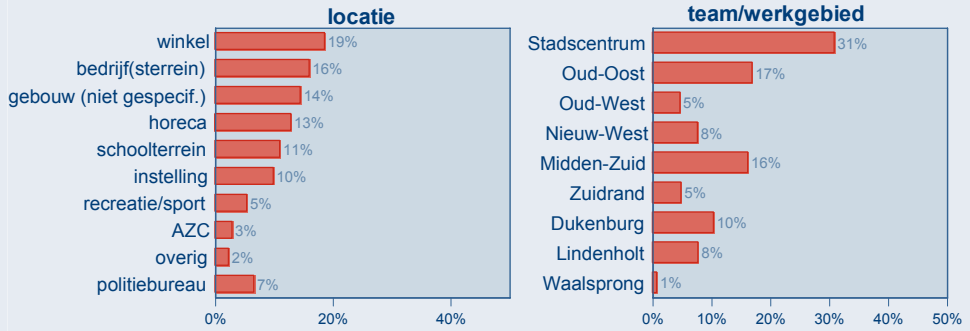 locatie
winkel 19%
bedrijf(sterrein) 16%
gebouw (niet gespecif.) 14%
horeca 13%
schoolterrein 11%
instelling 10%
recreatie/sport 5%
AZC 3%
overig 2%
politiebureau 7%
0% 20% 40%
team/werkgebied
Stadscentrum 31%
Oud-Oost 17%
Oud-West 5%
Nieuw-West 8%
Midden-Zuid 16%
Zuidrand 5%
Dukenburg 10%
Lindenholt 8%
Waalsprong 1%
0% 10% 20% 30% 40% 50%